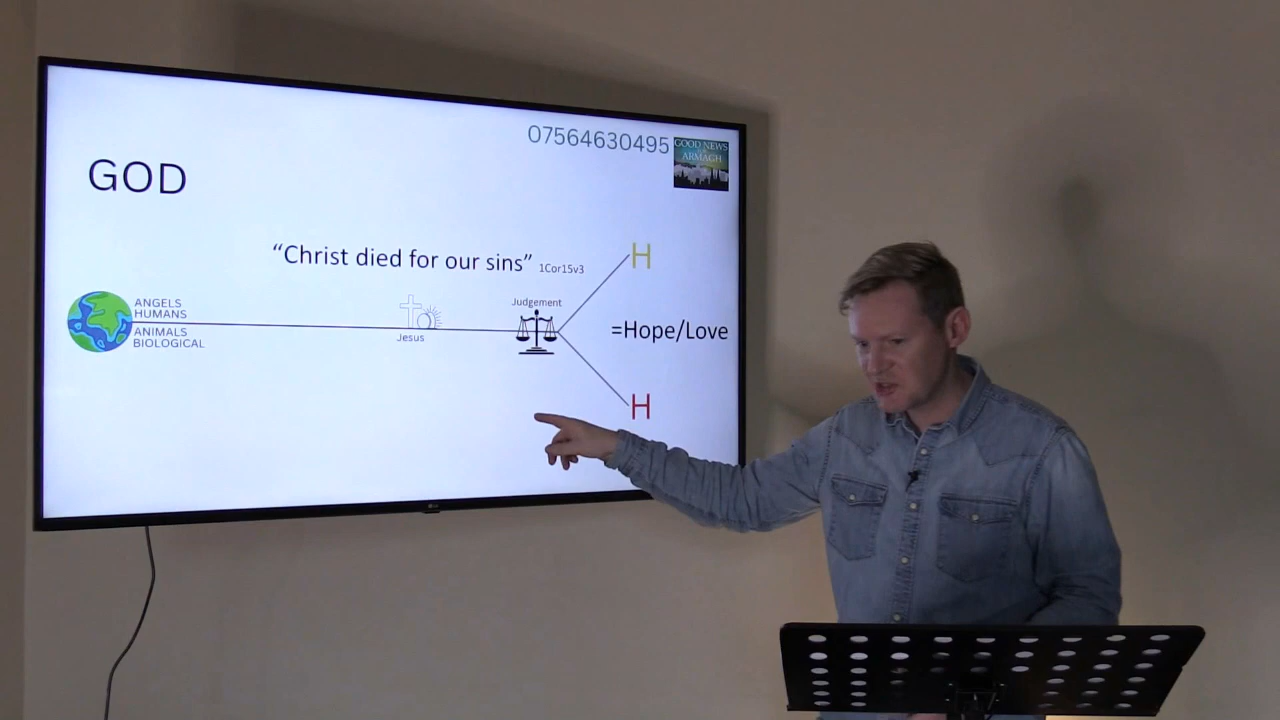 07564630495
GOOD NEWS
ARMAGH
GOD
“Christ died for our sins” 1Cor15v3
H
ANGELS
HUMANS
ANIMALS
BIOLOGICAL
Jesus
Judgement
=Hope/Love
H